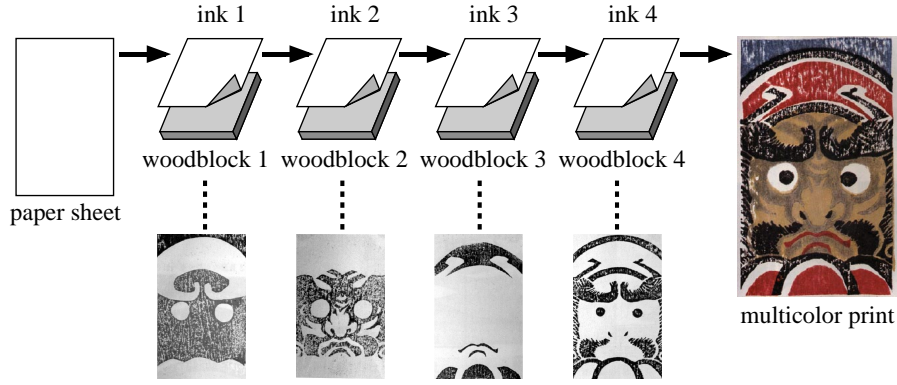 ink 1
ink 2
ink 3
ink 4
paper sheet
woodblock 1
woodblock 2
woodblock 3
woodblock 4
multicolor print